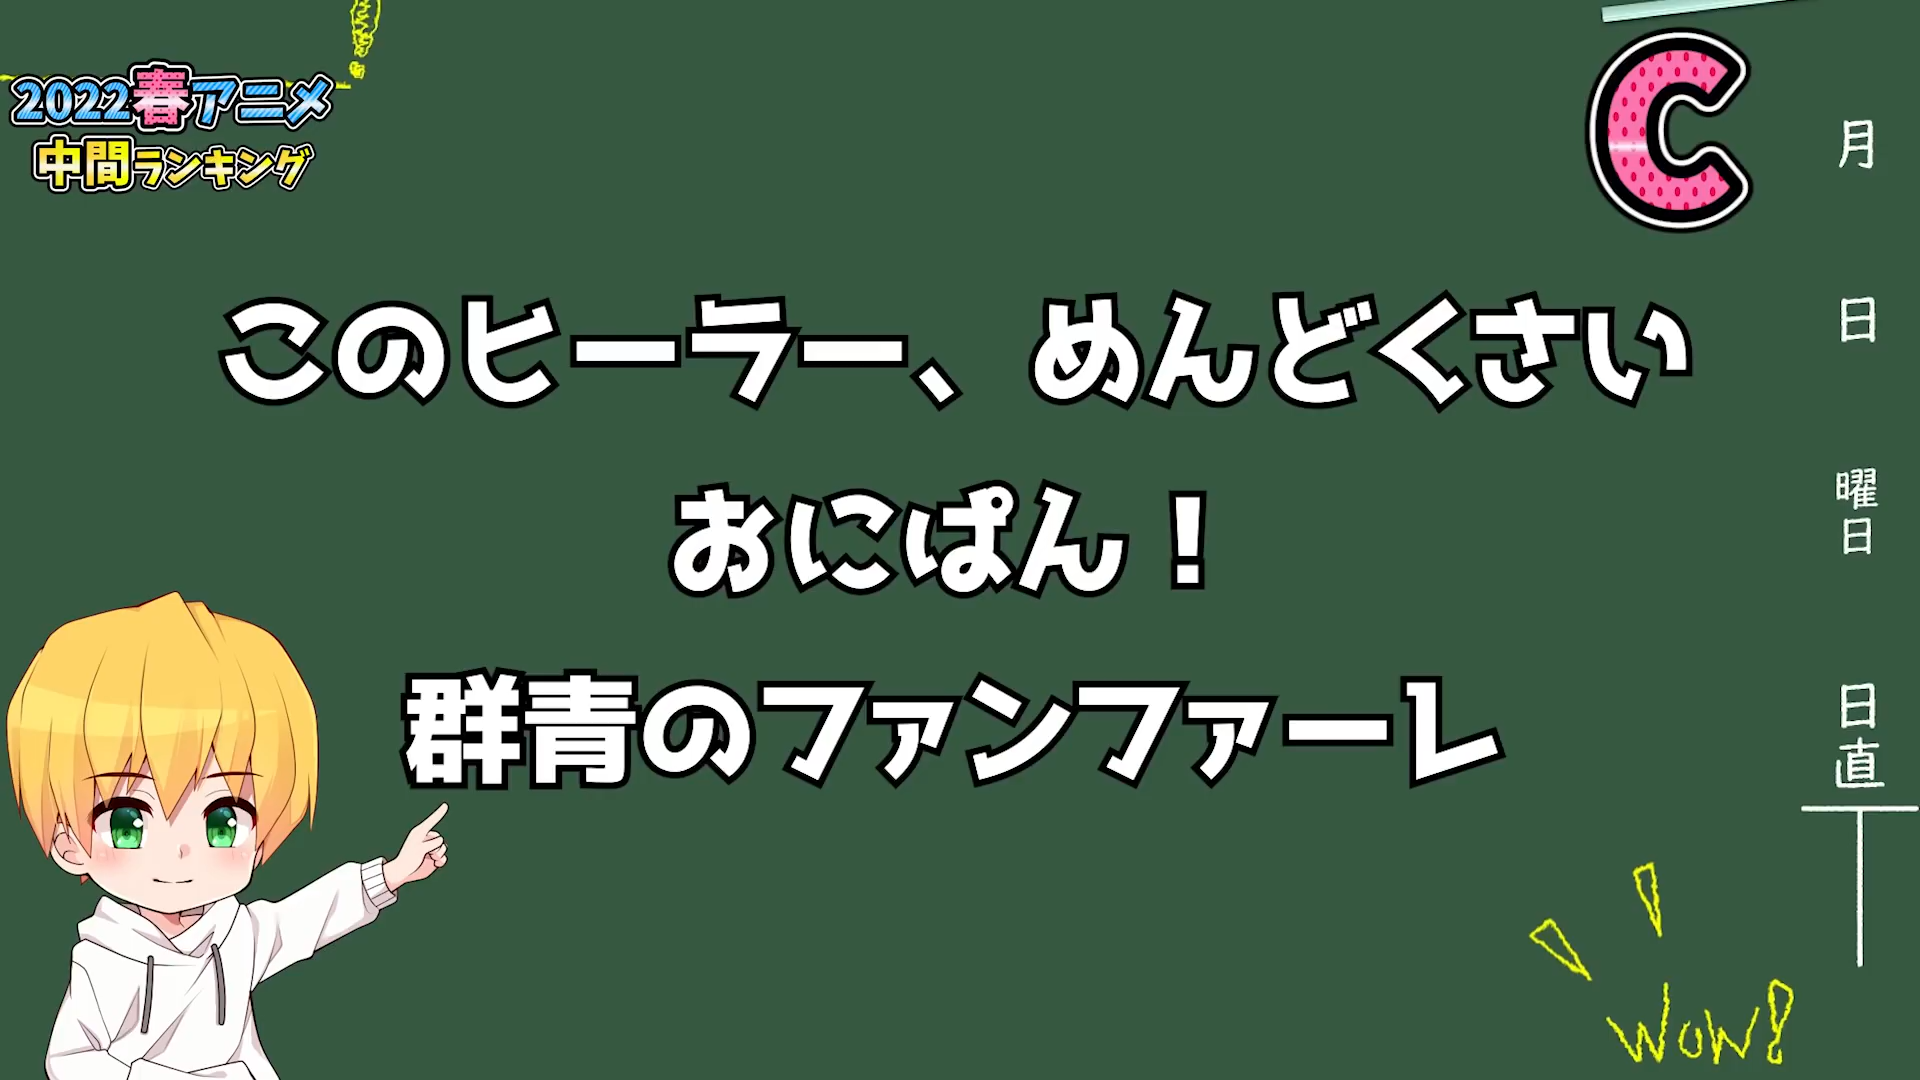 2022春アニメ
中間ランキング
C
このヒーラー、めんどくさい
おにぱん！
群青のファンファーレ
月
日
曜日
日直
WOW!